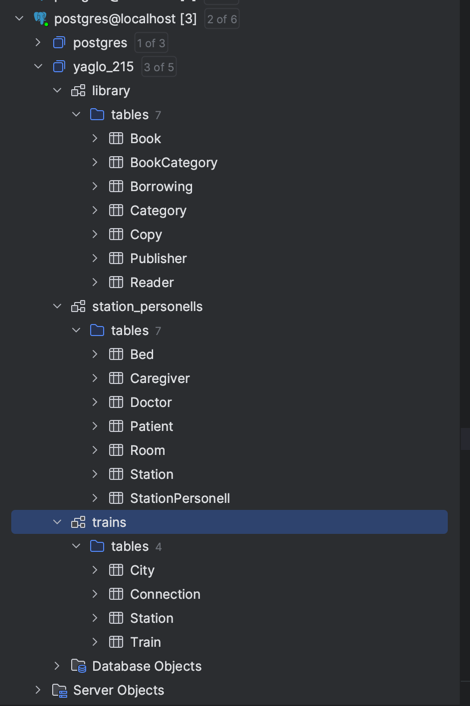 postgres@localhost [3] 2 of 6
postgres 1 of 3
yaglo_215 3 of 5
library
tables 7
Book
BookCategory
Borrowing
Category
Copy
Publisher
Reader
station_personells
tables 7
Bed
Caregiver
Doctor
Patient
Room
Station
StationPersonell
trains
tables 4
City
Connection
Station
Train
Database Objects
Server Objects